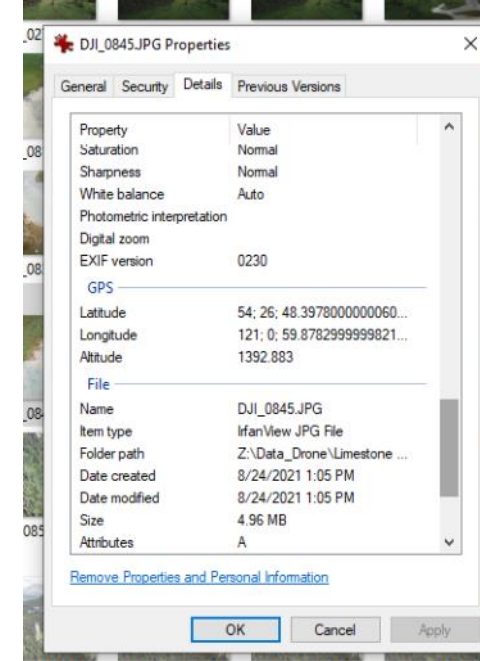 _02
DJI_0845.JPG Properties
General Security Details Previous Versions
Property Value
Saturation Normal
Sharpness Normal
White balance Auto
Photometric interpretation
Digital zoom
EXIF version 0230
GPS
Latitude 54; 26; 48.3978000000060...
Longitude 121; 0; 59.8782999999821...
Altitude 1392.883
File
Name DJI_0845.JPG
Item type IrfanView JPG File
Folder path Z:\Data_Drone\Limestone ...
Date created 8/24/2021 1:05 PM
Date modified 8/24/2021 1:05 PM
Size 4.96 MB
Attributes A
Remove Properties and Personal Information
OK Cancel Apply